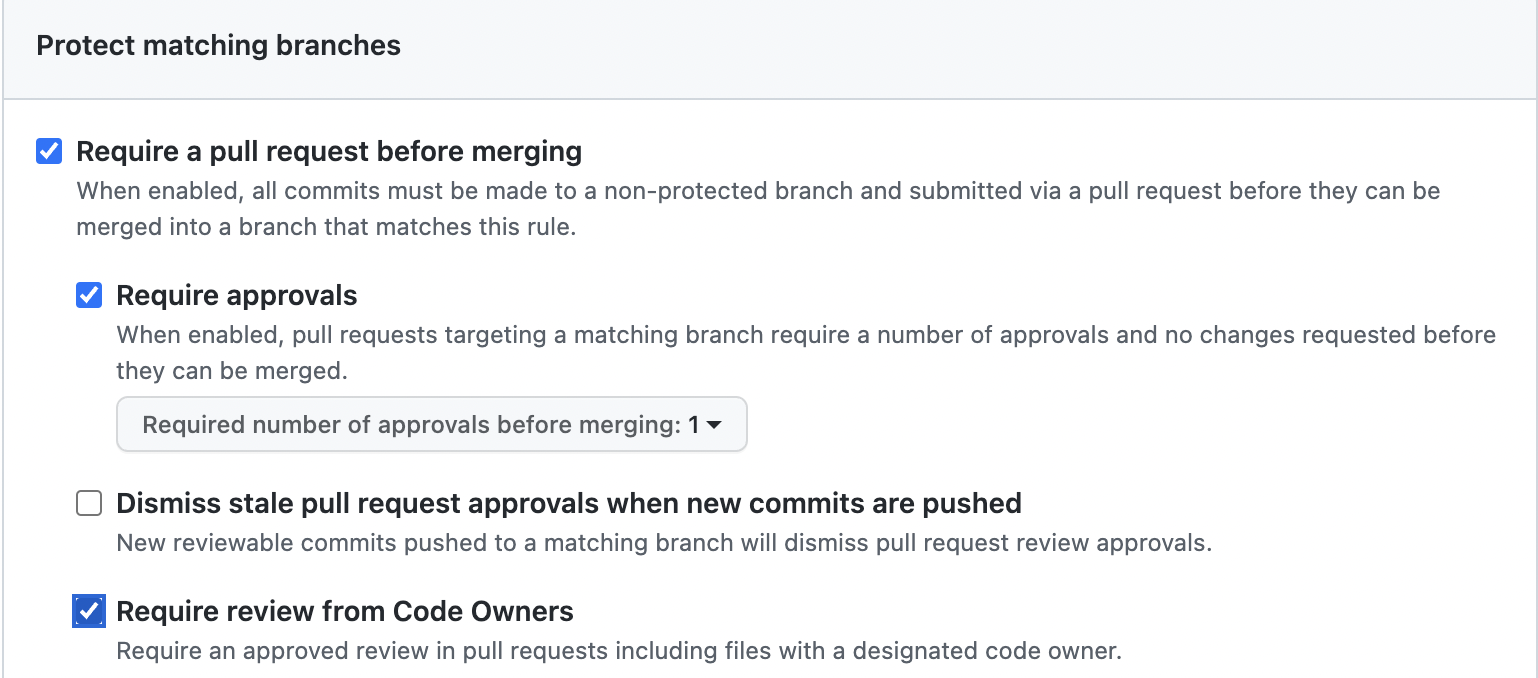 Protect matching branches
Require a pull request before merging
When enabled, all commits must be made to a non-protected branch and submitted via a pull request before they can be
merged into a branch that matches this rule.
Require approvals
When enabled, pull requests targeting a matching branch require a number of approvals and no changes requested before
they can be merged.
Required number of approvals before merging: 1
Dismiss stale pull request approvals when new commits are pushed
New reviewable commits pushed to a matching branch will dismiss pull request review approvals.
Require review from Code Owners
Require an approved review in pull requests including files with a designated code owner.